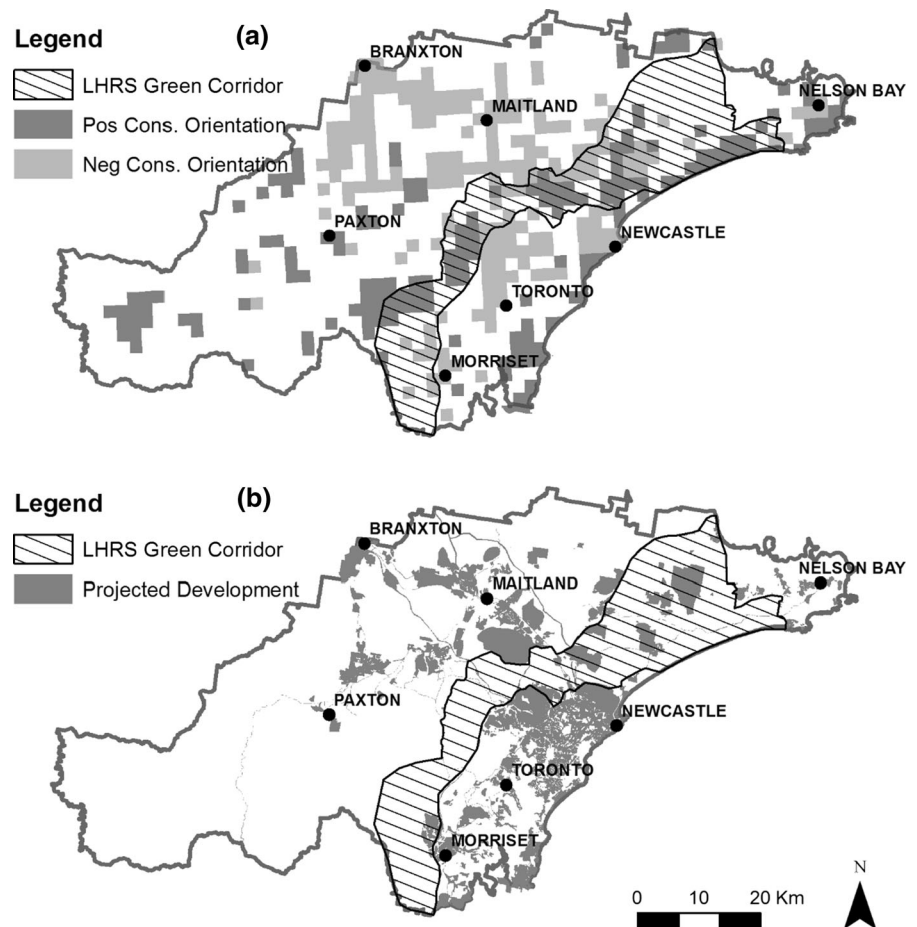 Legend
(a)
LHRS Green Corridor
Pos Cons. Orientation
Neg Cons. Orientation
BRANXTON
MAITLAND
NELSON BAY
PAXTON
NEWCASTLE
TORONTO
MORRISET
Legend
(b)
LHRS Green Corridor
Projected Development
BRANXTON
MAITLAND
NELSON BAY
PAXTON
NEWCASTLE
TORONTO
MORRISET
0 10 20 Km
N